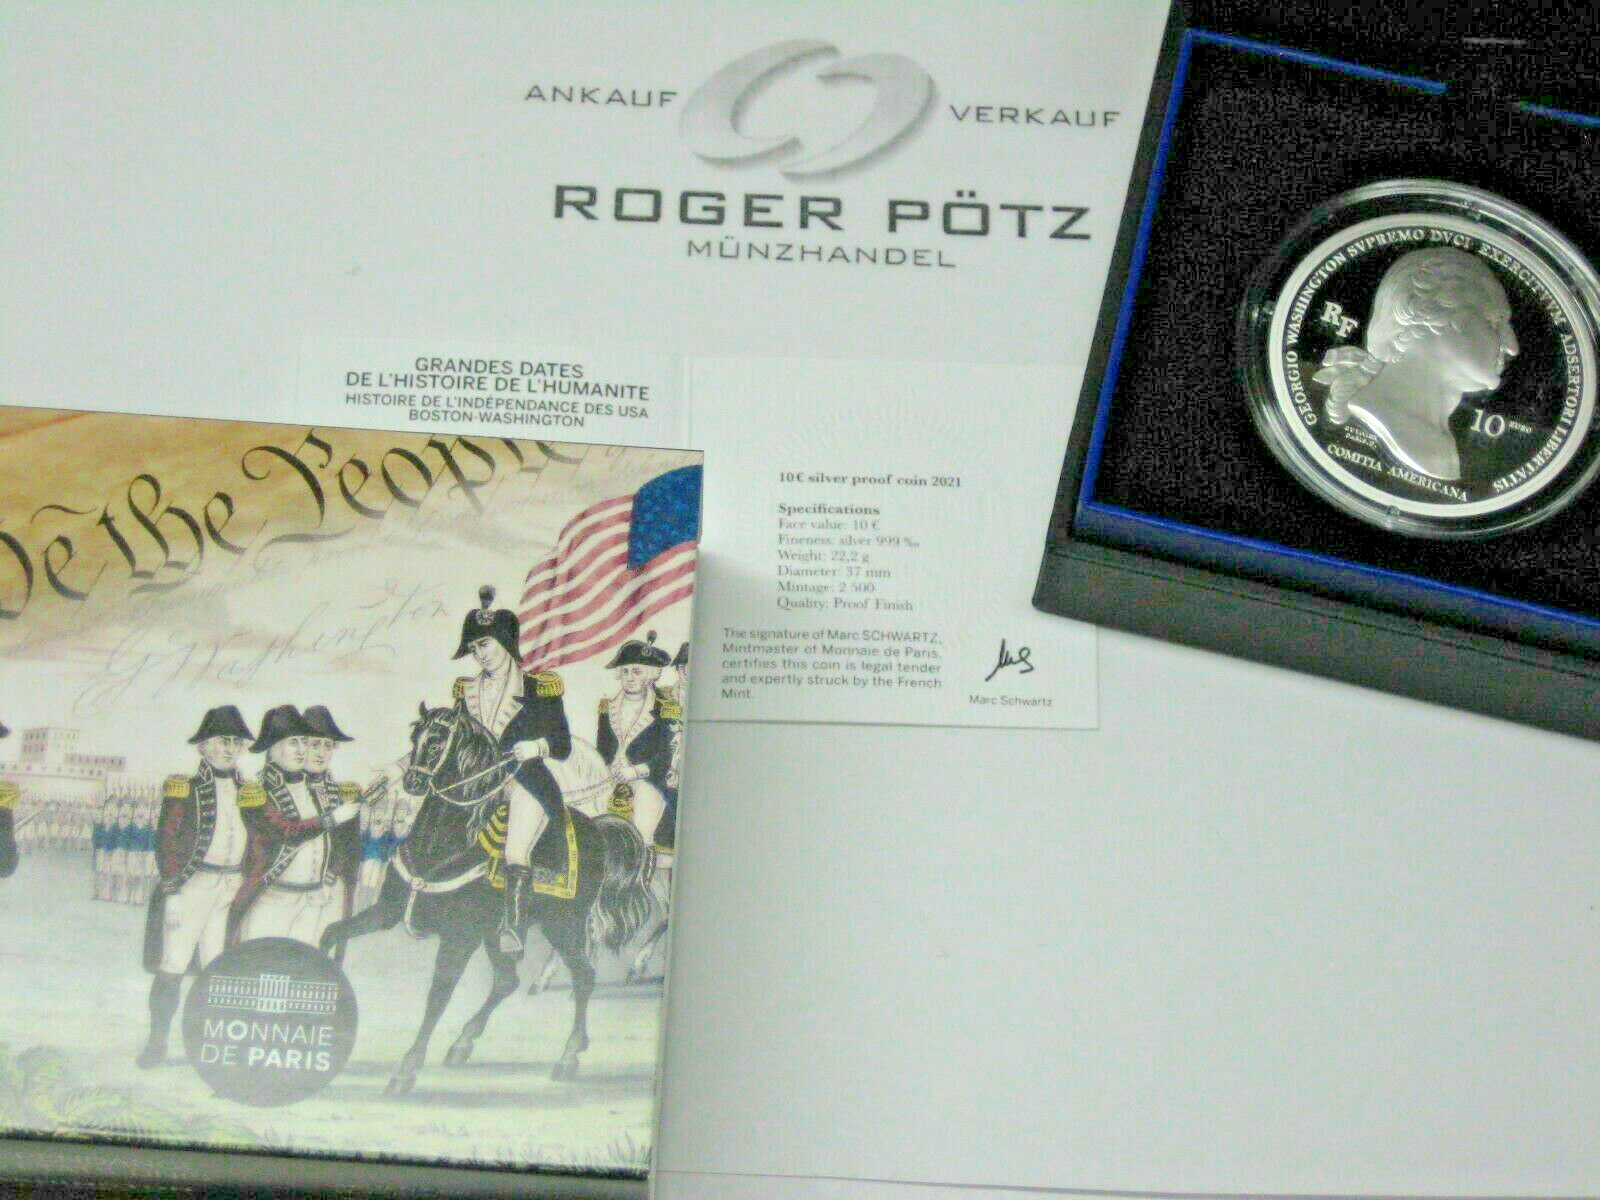 ANKAUF VERKAUF
ROGER PÖTZ
MÜNZHANDEL
GRANDES DATES
DE L'HISTOIRE DE L'HUMANITE
HISTOIRE DE L'INDÉPENDANCE DES USA
BOSTON-WASHINGTON
10 € silver proof coin 2021
Specifications
Face value: 10 €
Fineness: silver 999 ‰
Weight: 22,2 g
Diameter: 37 mm
Mintage: 2 500
Quality: Proof Finish
The signature of Marc SCHWARTZ,
Mintmaster of Monnaie de Paris,
certifies this coin is legal tender
and expertly struck by the French
Mint.
Marc Schwartz
GEORGIO WASHINGTON SVPREMO DVCI EXERCITVVM ADSERTORI LIBERTATIS
RF
10 EURO
COMITIA AMERICANA
We the People
G Washington
MONNAIE
DE PARIS